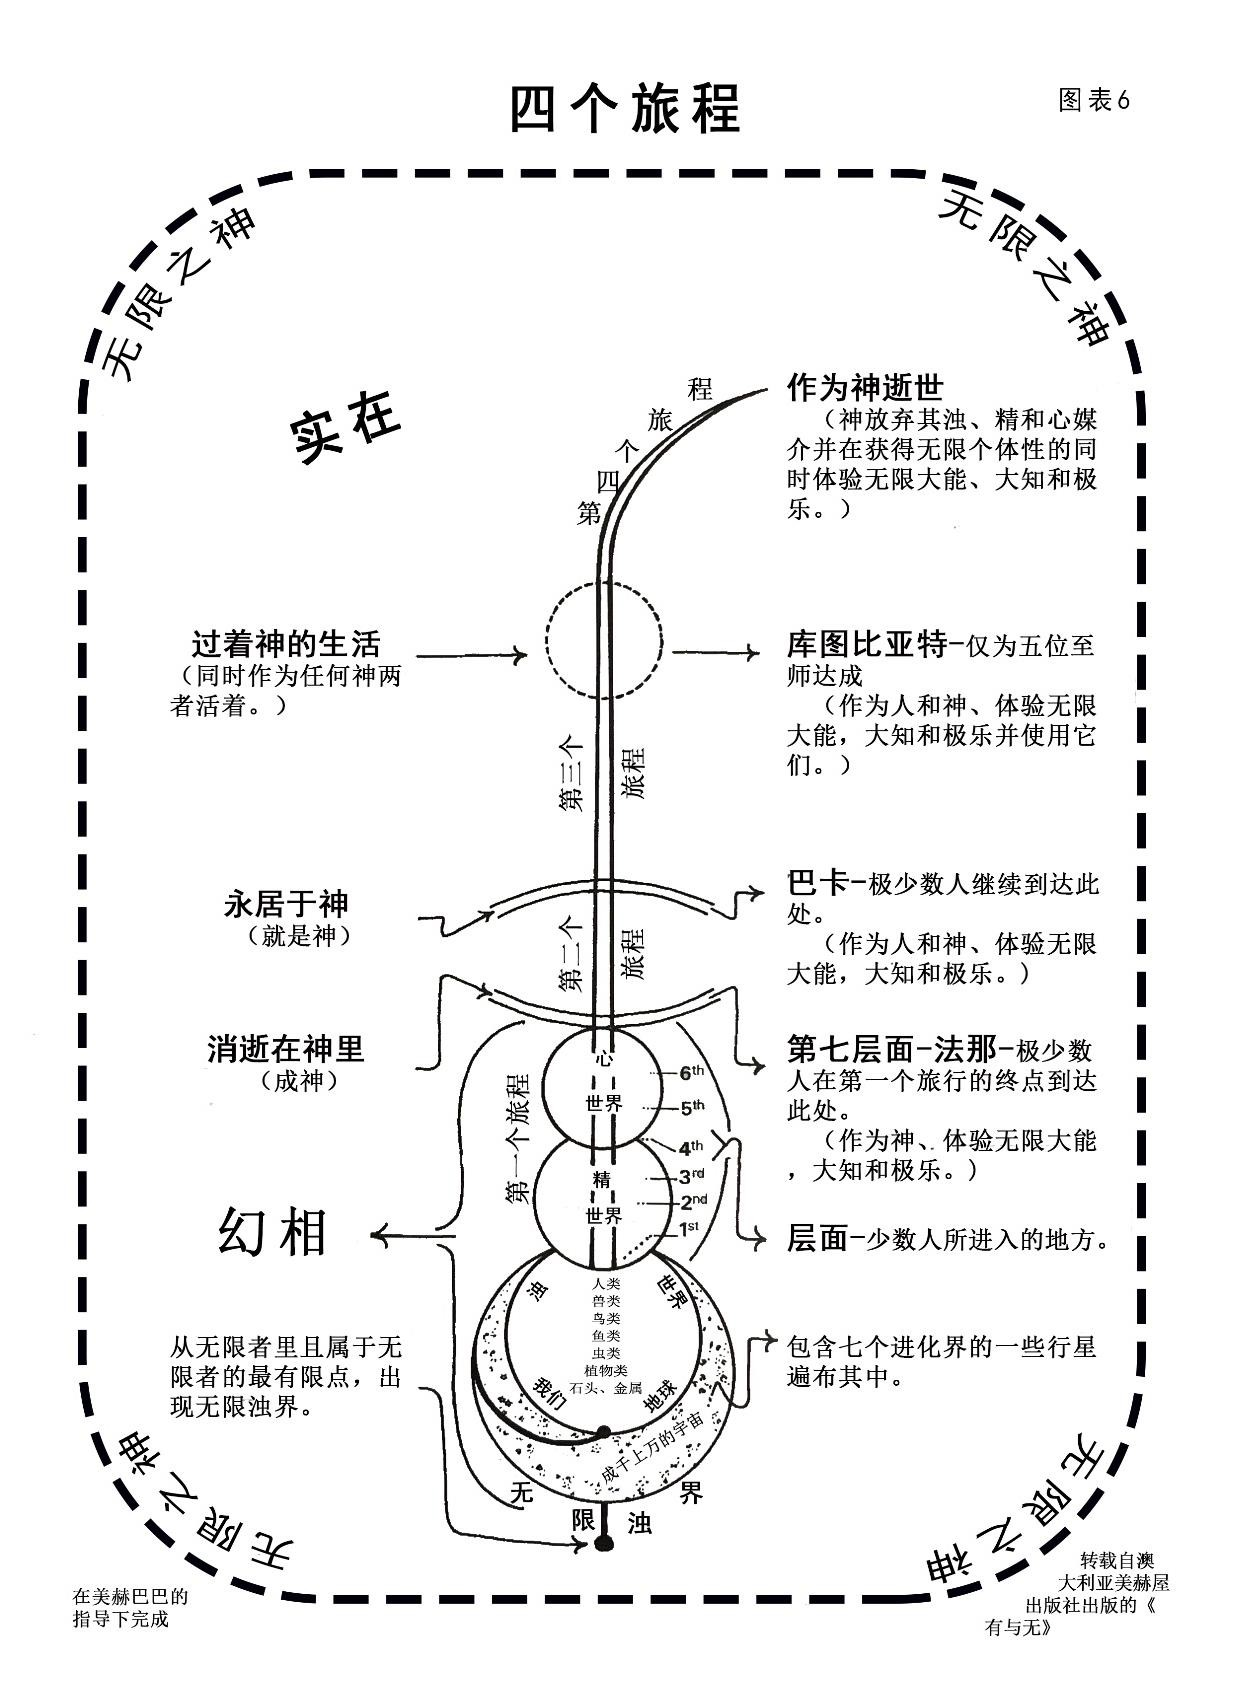 四个旅程
图表6
无限之神
无限之神
实在
第四个旅程
作为神逝世
（神放弃其浊、精和心媒
介并在获得无限个体性的同
时体验无限大能、大知和极
乐。）
过着神的生活
（同时作为任何神两
者活着。）
库图比亚特-仅为五位至
师达成
（作为人和神、体验无限
大能，大知和极乐并使用它
们。）
第三个
旅程
永居于神
（就是神）
巴卡-极少数人继续到达此
处。
（作为人和神、体验无限
大能，大知和极乐。）
第二个
旅程
消逝在神里
（成神）
第七层面-法那-极少数
人在第一个旅行的终点到达
此处。
（作为神、体验无限大能
，大知和极乐。）
第一个旅程
心
世界
6th
5th
4th
精
世界
3rd
2nd
1st
幻相
层面-少数人所进入的地方。
浊
世界
人类
兽类
鸟类
鱼类
虫类
植物类
石头、金属
我们
地球
成千上万的宇宙
从无限者里且属于无
限者的最有限点，出
现无限浊界。
包含七个进化界的一些行星
遍布其中。
无限浊界
无限之神
无限之神
在美赫巴巴的
指导下完成
转载自澳
大利亚美赫屋
出版社出版的《
有与无》